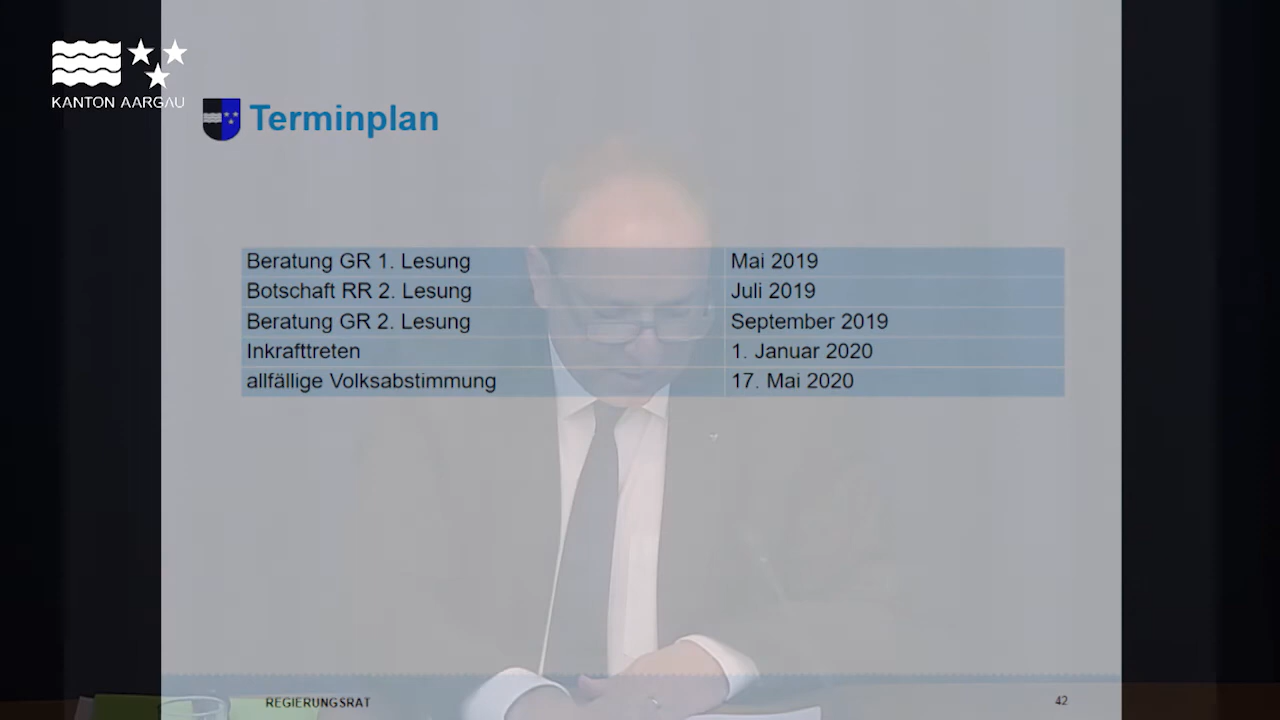 KANTON AARGAU
Terminplan
Beratung GR 1. Lesung Mai 2019
Botschaft RR 2. Lesung Juli 2019
Beratung GR 2. Lesung September 2019
Inkrafttreten 1. Januar 2020
allfällige Volksabstimmung 17. Mai 2020
REGIERUNGSRAT 42